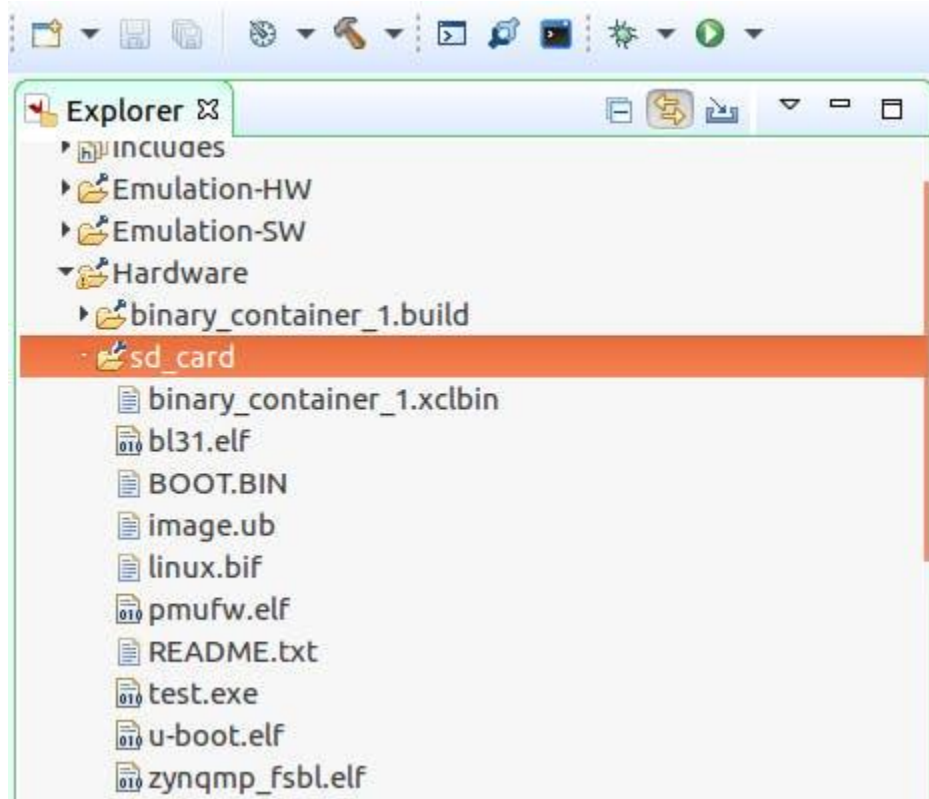 Explorer
Includes
Emulation-HW
Emulation-SW
Hardware
binary_container_1.build
sd_card
binary_container_1.xclbin
bl31.elf
BOOT.BIN
image.ub
linux.bif
pmufw.elf
README.txt
test.exe
u-boot.elf
zynqmp_fsbl.elf